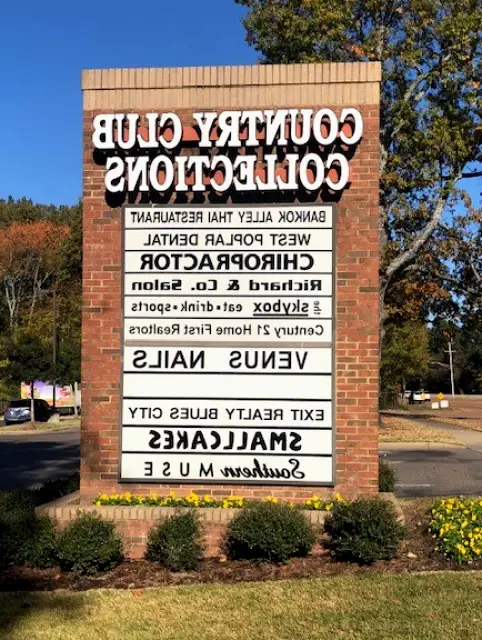 COUNTRY CLUB
COLLECTIONS
BANKOK ALLEY THAI RESTAURANT
WEST POPLAR DENTAL
CHIROPRACTOR
Richard & Co. Salon
the skybox eat·drink·sports
Century 21 Home First Realtors
VENUS NAILS
EXIT REALTY BLUES CITY
SMALLCAKES
Southern MUSE